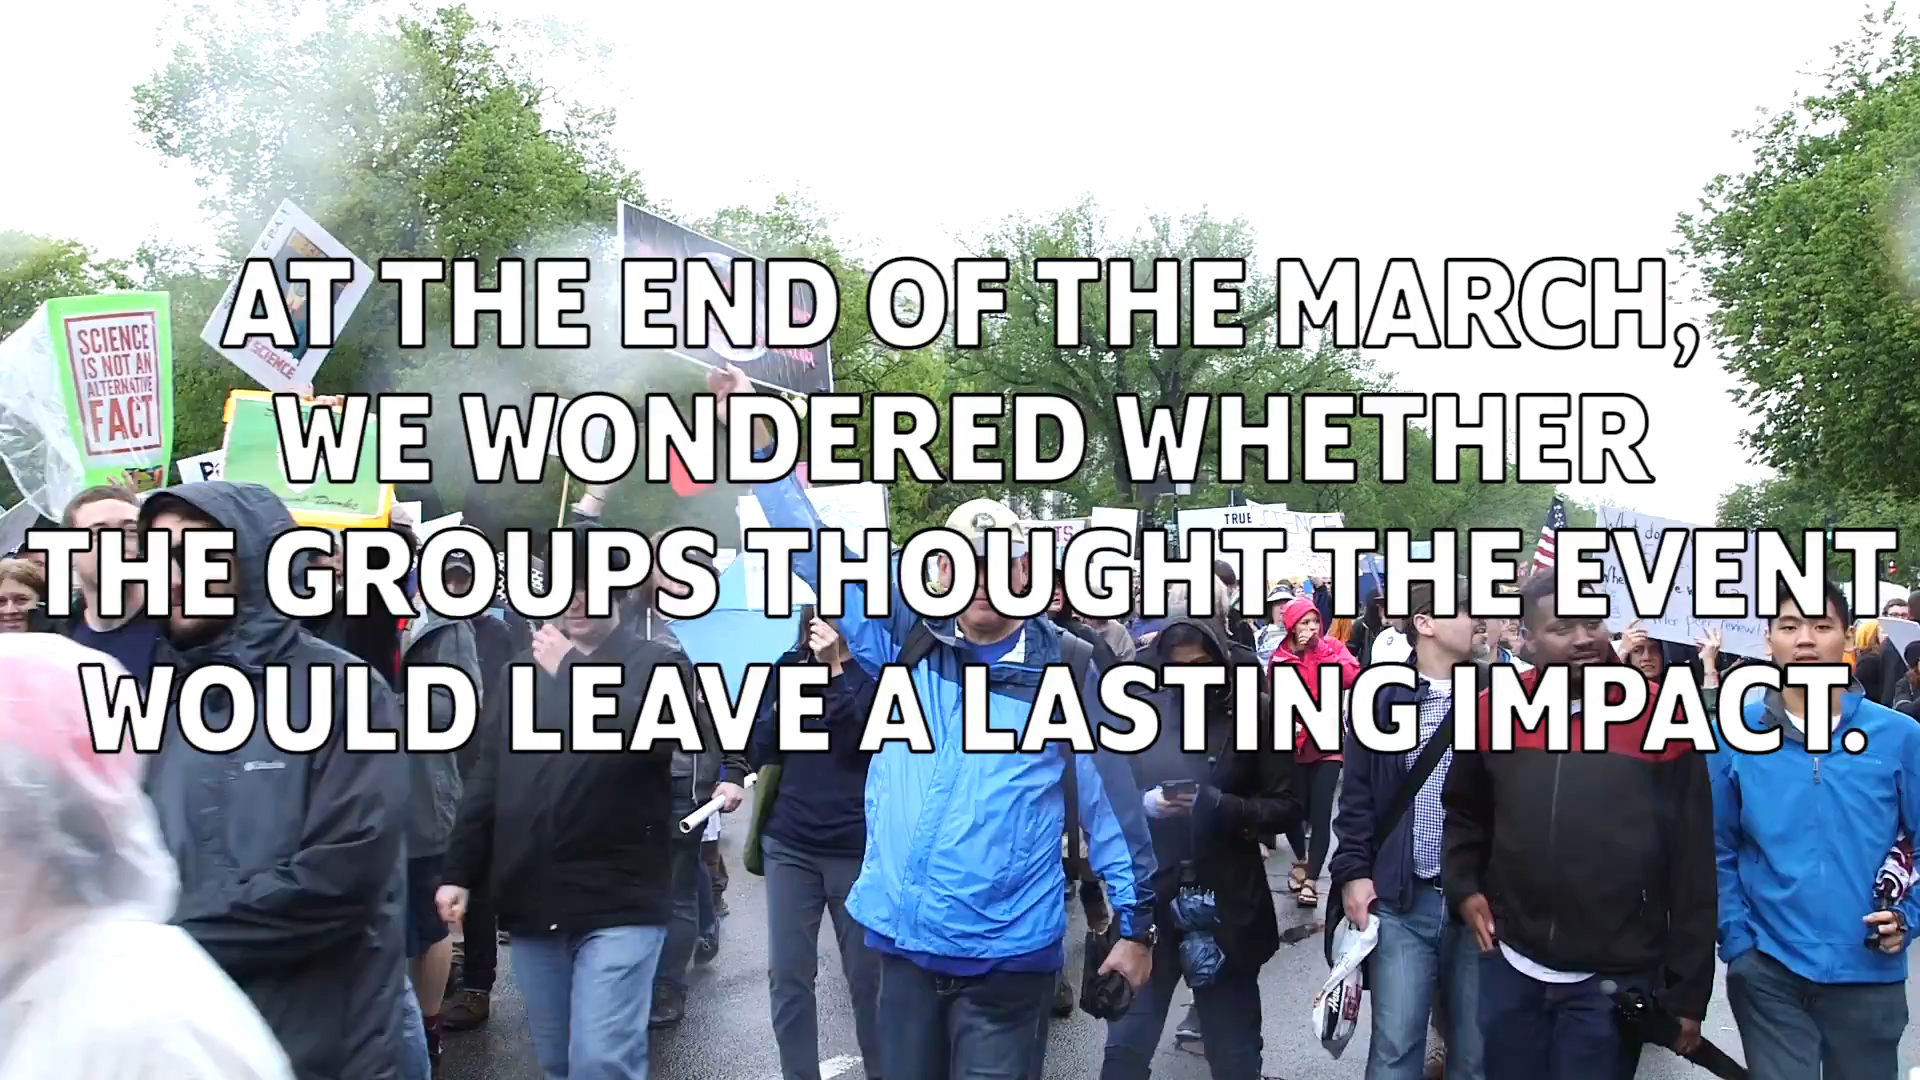 AT THE END OF THE MARCH,
WE WONDERED WHETHER
THE GROUPS THOUGHT THE EVENT
WOULD LEAVE A LASTING IMPACT.
SCIENCE
IS NOT AN
ALTERNATIVE
FACT
SCIENCE
TRUE